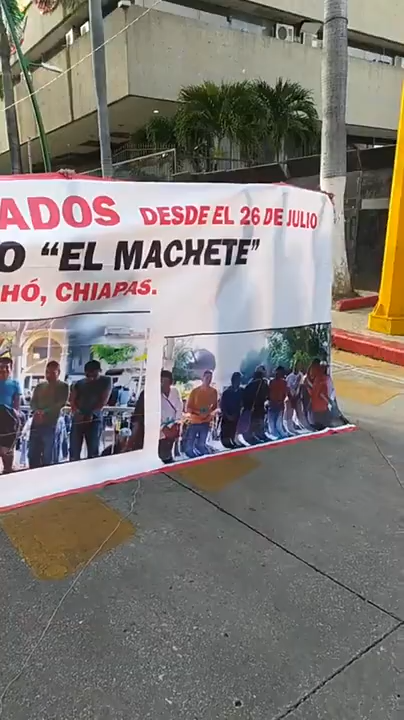 ADOS DESDE EL 26 DE JULIO
O “EL MACHETE”
HÓ, CHIAPAS.